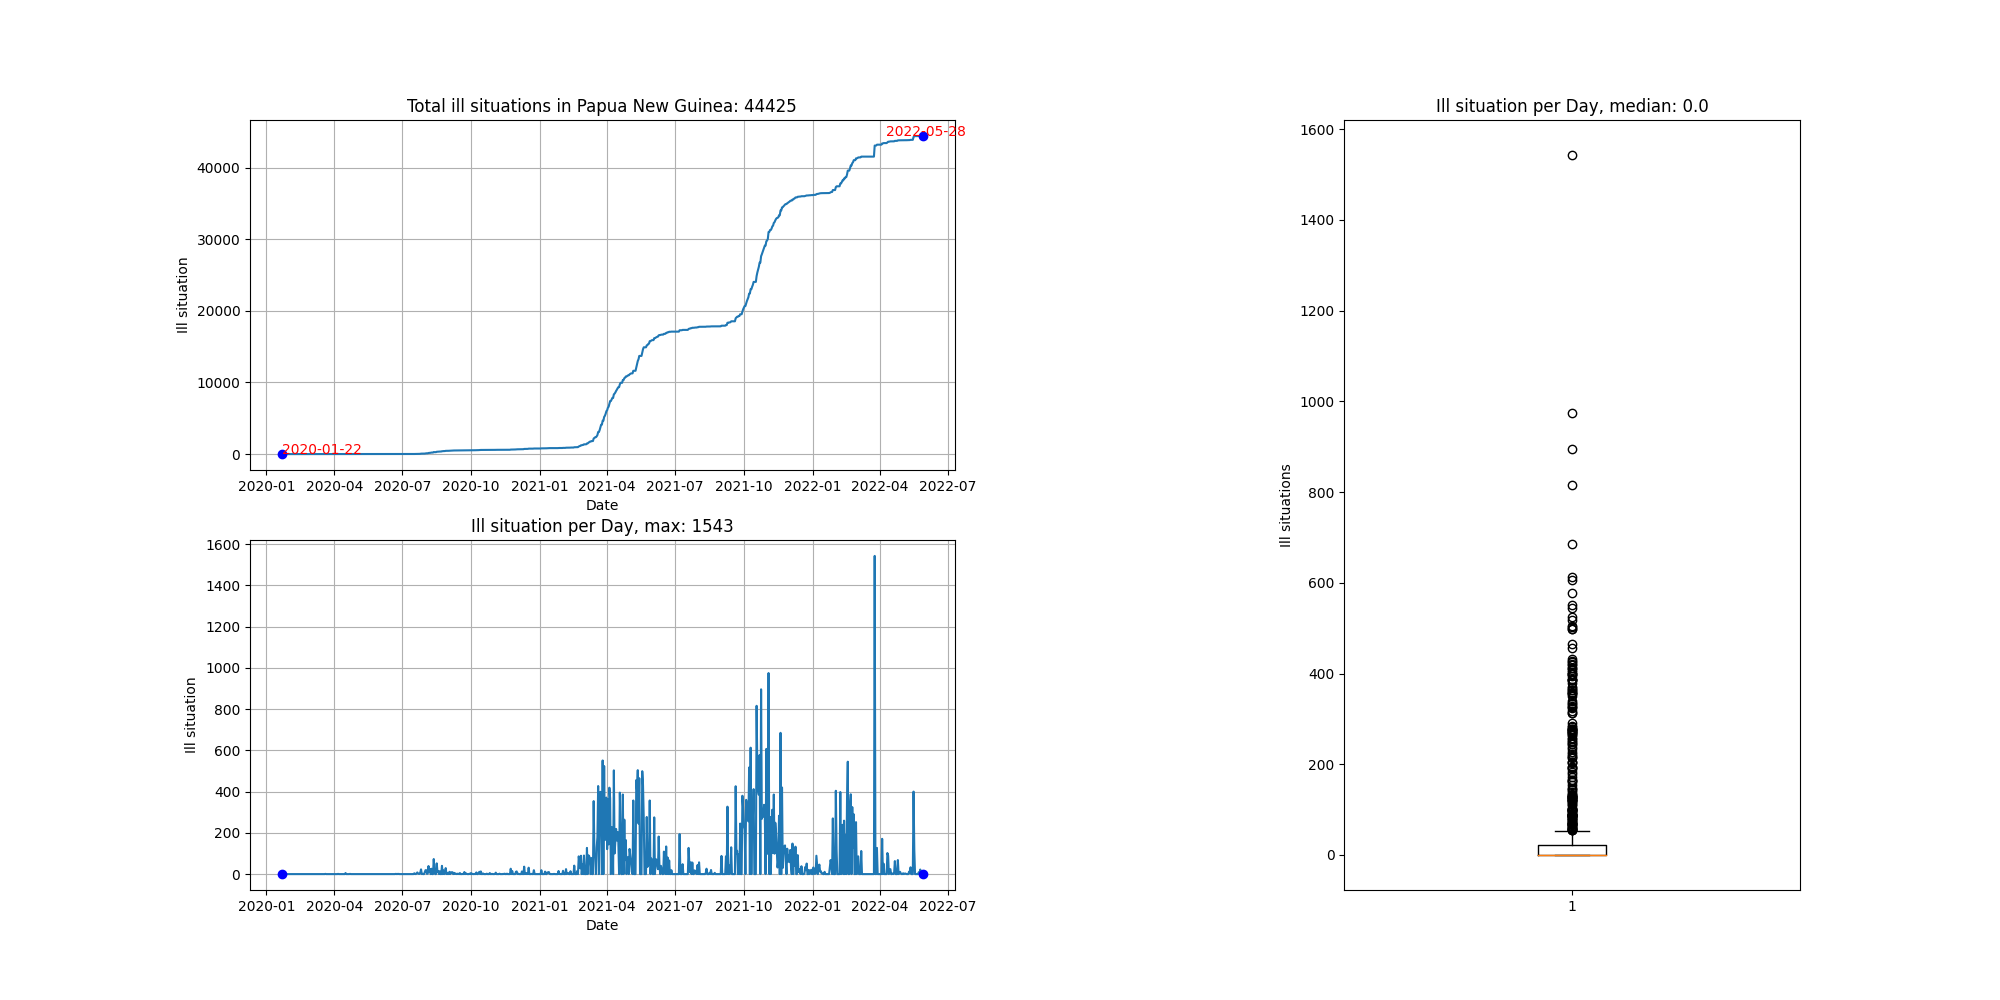 Total ill situations in Papua New Guinea: 44425
40000
30000
20000
10000
0
Ill situation
2020-01-22
2022-05-28
2020-01 2020-04 2020-07 2020-10 2021-01 2021-04 2021-07 2021-10 2022-01 2022-04 2022-07
Date
Ill situation per Day, max: 1543
1600
1400
1200
1000
800
600
400
200
0
Ill situation
2020-01 2020-04 2020-07 2020-10 2021-01 2021-04 2021-07 2021-10 2022-01 2022-04 2022-07
Date
Ill situation per Day, median: 0.0
1600
1400
1200
1000
800
600
400
200
0
Ill situations
1